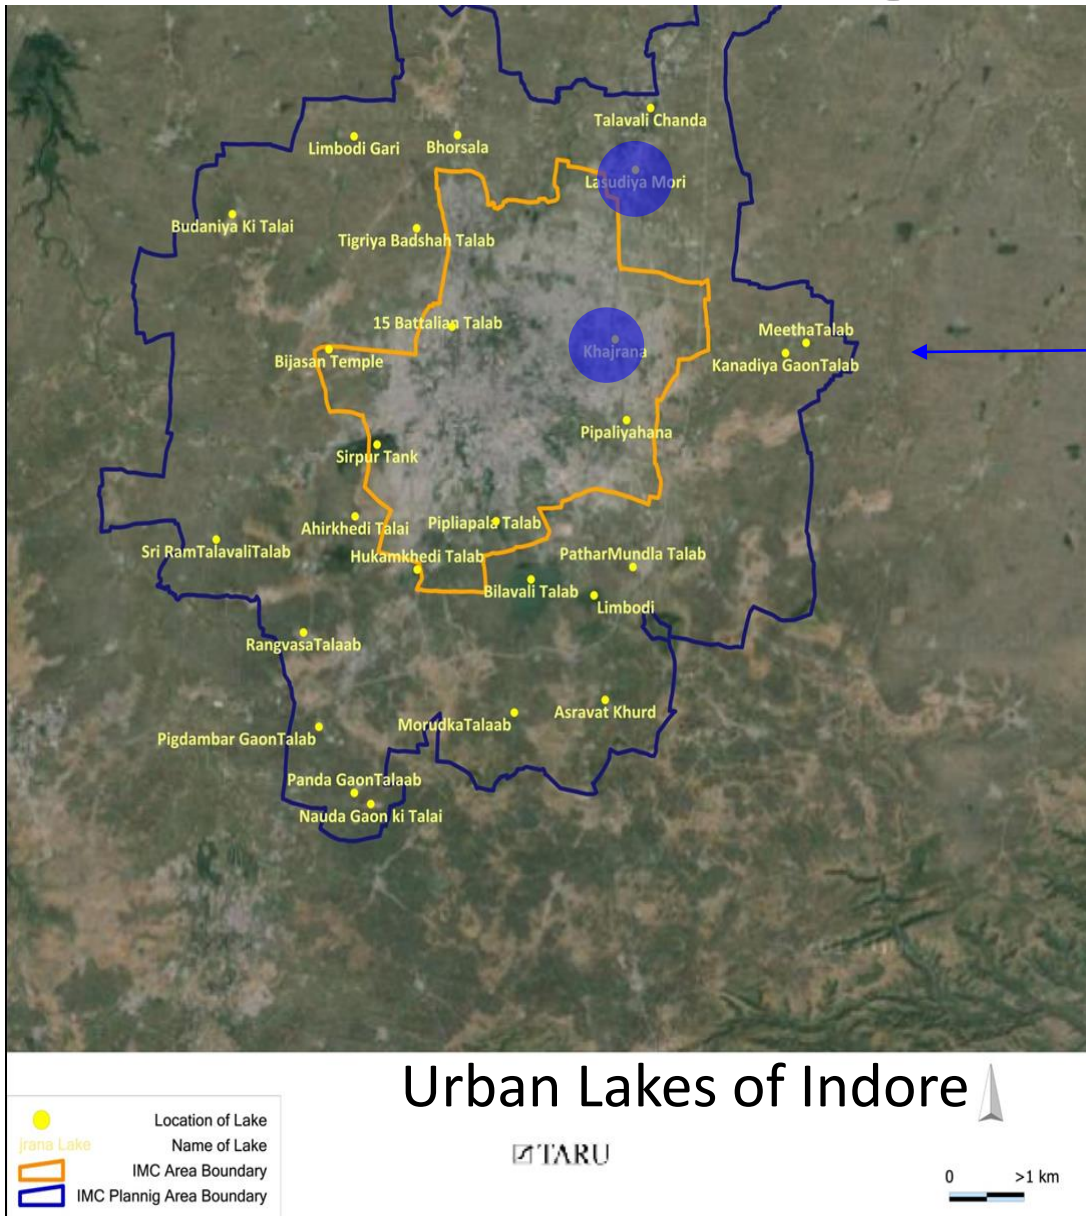 Talavali Chanda
Limbodi Gari
Bhorsala
Lasudiya Mori
Budaniya Ki Talai
Tigriya Badshah Talab
15 Battalian Talab
MeethaTalab
Bijasan Temple
Khajrana
Kanadiya GaonTalab
Pipaliyahana
Sirpur Tank
Ahirkhedi Talai
Pipliapala Talab
Sri RamTalavaliTalab
Hukamkhedi Talab
PatharMundla Talab
Bilavali Talab
Limbodi
RangvasaTalaab
MorudkaTalaab
Asravat Khurd
Pigdambar GaonTalab
Panda GaonTalaab
Nauda Gaon ki Talai
Urban Lakes of Indore
Location of Lake
jrana Lake
Name of Lake
IMC Area Boundary
IMC Plannig Area Boundary
TARU
0 >1 km